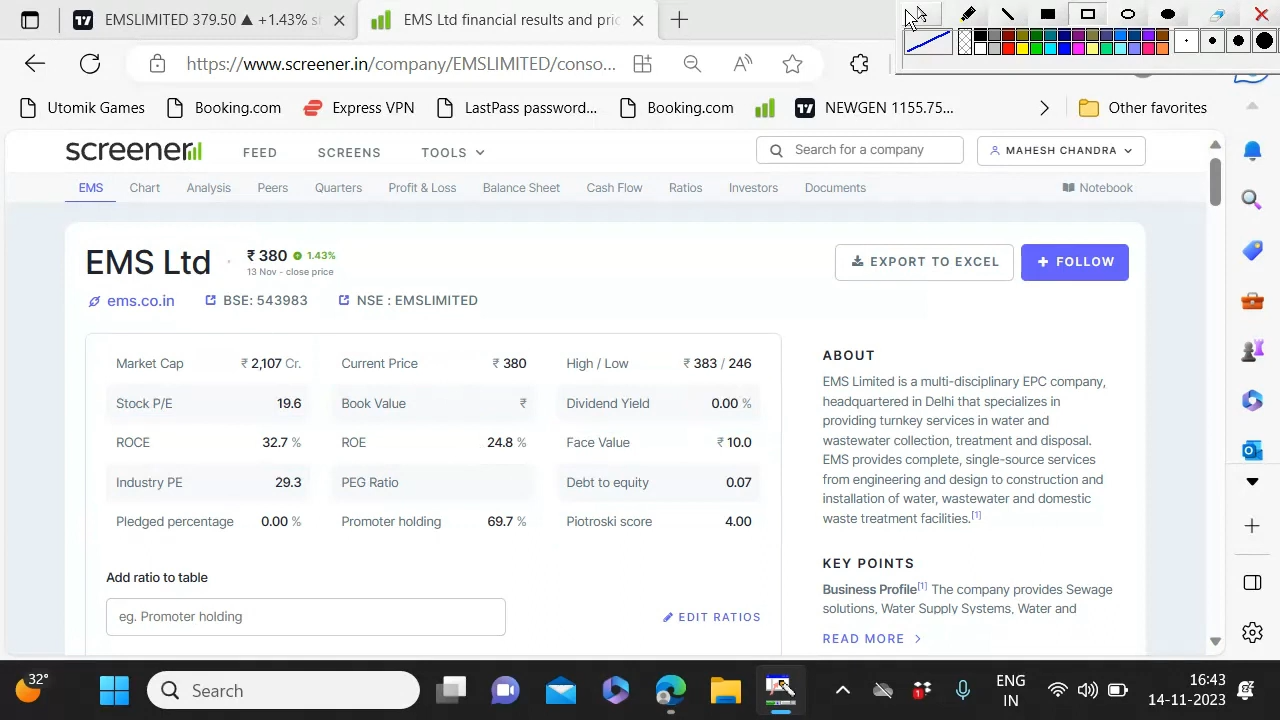 EMSLIMITED 379.50 ▲ +1.43%
EMS Ltd financial results and pric
https://www.screener.in/company/EMSLIMITED/conso...
Utomik Games
Booking.com
Express VPN
LastPass password...
Booking.com
NEWGEN 1155.75...
Other favorites
screener
FEED
SCREENS
TOOLS
Search for a company
MAHESH CHANDRA
EMS
Chart
Analysis
Peers
Quarters
Profit & Loss
Balance Sheet
Cash Flow
Ratios
Investors
Documents
Notebook
EMS Ltd
₹ 380 1.43%
13 Nov - close price
EXPORT TO EXCEL
+ FOLLOW
ems.co.in
BSE: 543983
NSE : EMSLIMITED
Market Cap ₹ 2,107 Cr.
Current Price ₹ 380
High / Low ₹ 383 / 246
Stock P/E 19.6
Book Value ₹
Dividend Yield 0.00 %
ROCE 32.7 %
ROE 24.8 %
Face Value ₹ 10.0
Industry PE 29.3
PEG Ratio
Debt to equity 0.07
Pledged percentage 0.00 %
Promoter holding 69.7 %
Piotroski score 4.00
Add ratio to table
eg. Promoter holding
EDIT RATIOS
ABOUT
EMS Limited is a multi-disciplinary EPC company,
headquartered in Delhi that specializes in
providing turnkey services in water and
wastewater collection, treatment and disposal.
EMS provides complete, single-source services
from engineering and design to construction and
installation of water, wastewater and domestic
waste treatment facilities.[1]
KEY POINTS
Business Profile[1] The company provides Sewage
solutions, Water Supply Systems, Water and
READ MORE
32°
Search
ENG
IN
16:43
14-11-2023